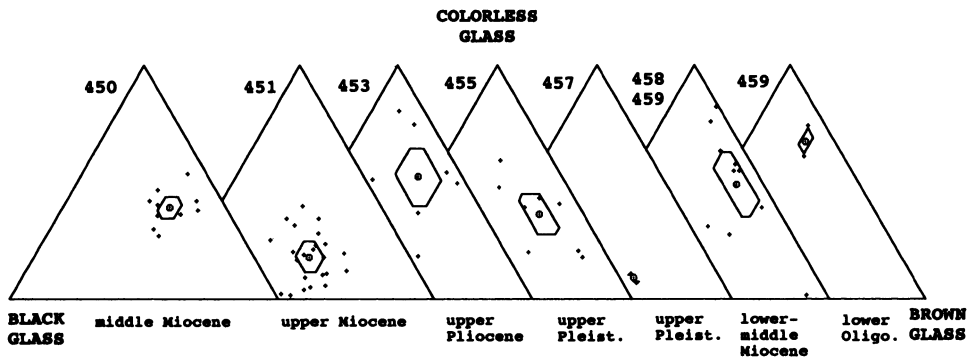 COLORLESS
GLASS
450
451
453
455
457
458
459
459
BLACK
GLASS
middle Miocene
upper Miocene
upper
Pliocene
upper
Pleist.
upper
Pleist.
lower-
middle
Miocene
lower
Oligo.
BROWN
GLASS